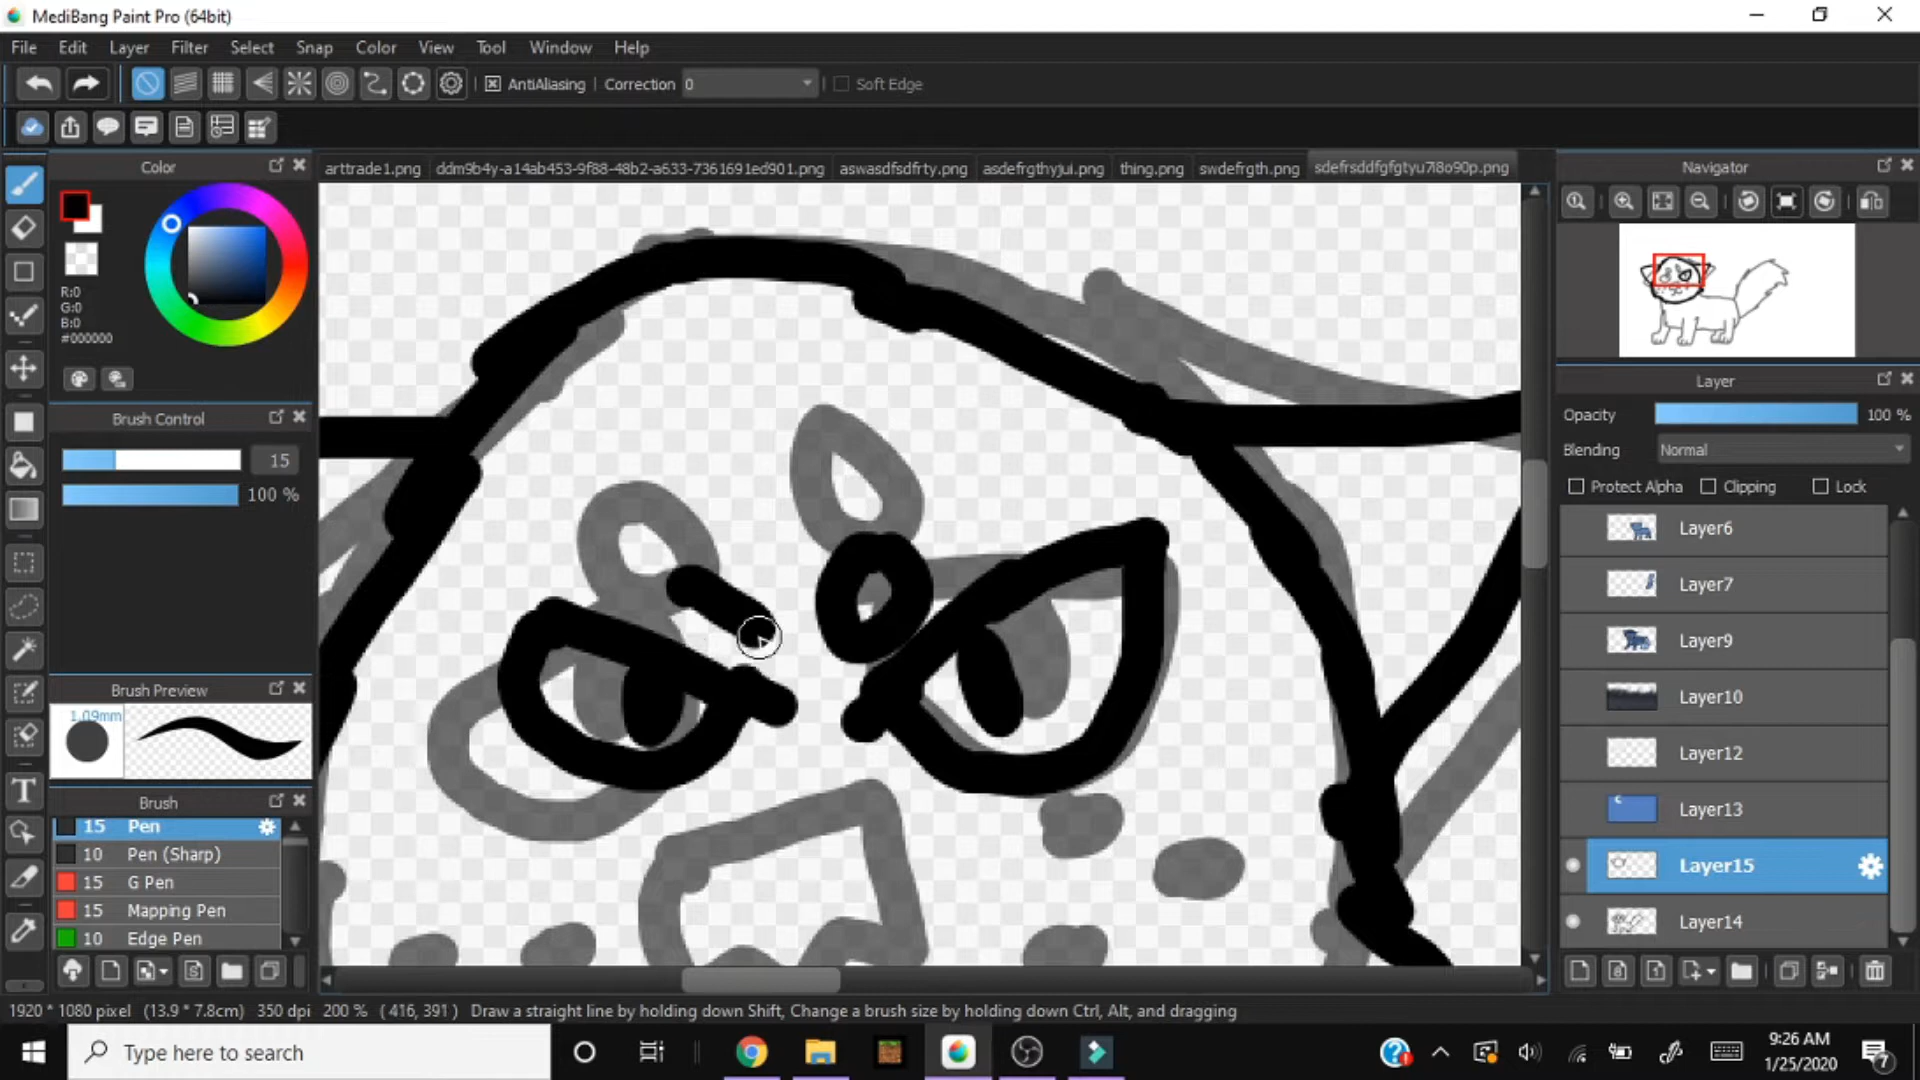 MediBang Paint Pro (64bit)
File Edit Layer Filter Select Snap Color View Tool Window Help
AntiAliasing Correction 0 Soft Edge
Color
arttrade1.png ddm9b4y-a14ab453-9f88-48b2-a633-7361691ed901.png aswasdfsdfrty.png asdefrgthyjui.png thing.png swdefrgth.png sdefrsddfgfgtyu7i8o90p.png
Navigator
R:0
G:0
B:0
#000000
Layer
Opacity 100 %
Blending Normal
Protect Alpha Clipping Lock
Brush Control
15
100 %
Layer6
Layer7
Layer9
Layer10
Layer12
Layer13
Layer15
Layer14
Brush Preview
1.09mm
Brush
15 Pen
10 Pen (Sharp)
15 G Pen
15 Mapping Pen
10 Edge Pen
1920 * 1080 pixel (13.9 * 7.8cm) 350 dpi 200 % ( 416, 391 ) Draw a straight line by holding down Shift, Change a brush size by holding down Ctrl, Alt, and dragging
Type here to search
9:26 AM
1/25/2020
7